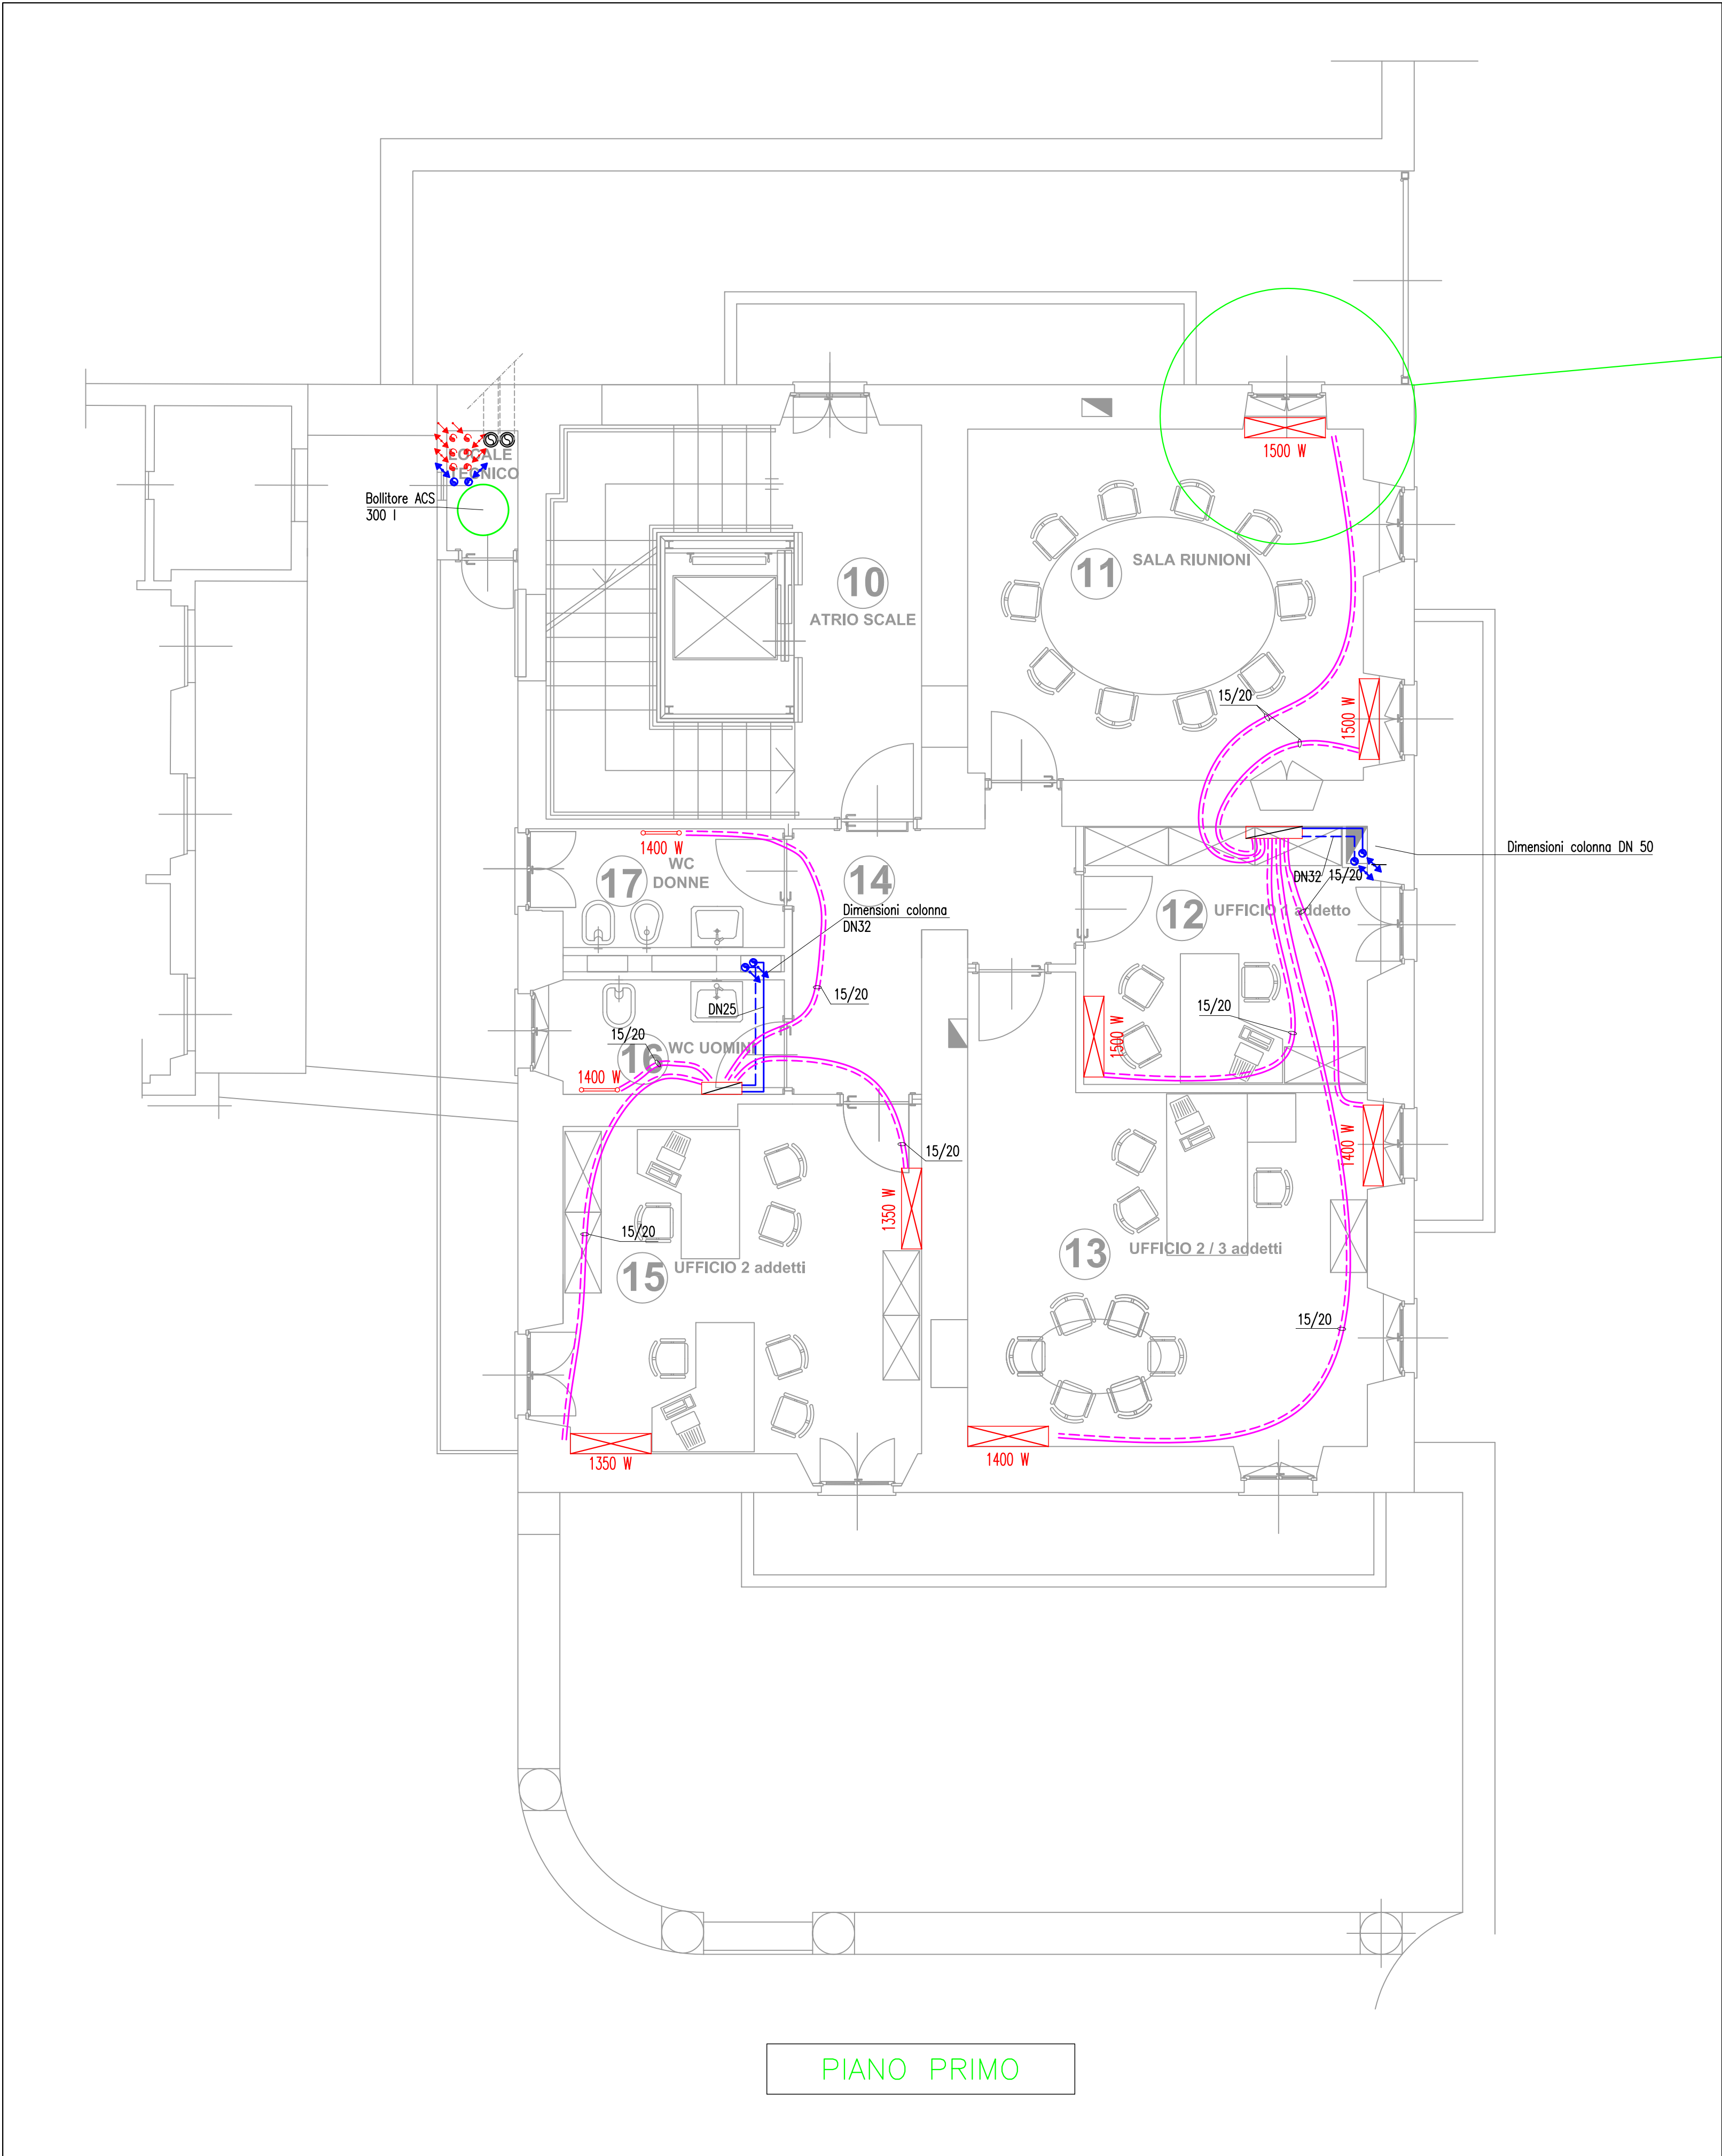 LOCALE
TECNICO
Bollitore ACS
300 l
1500 W
10
ATRIO SCALE
11
SALA RIUNIONI
15/20
1500 W
1400 W
WC
DONNE
17
14
Dimensioni colonna
DN32
Dimensioni colonna DN 50
DN32
15/20
12
UFFICIO 1 addetto
DN25
15/20
15/20
16
WC UOMINI
1400 W
15/20
1500 W
15/20
1350 W
1400 W
15/20
15
UFFICIO 2 addetti
13
UFFICIO 2 / 3 addetti
15/20
1350 W
1400 W
PIANO PRIMO